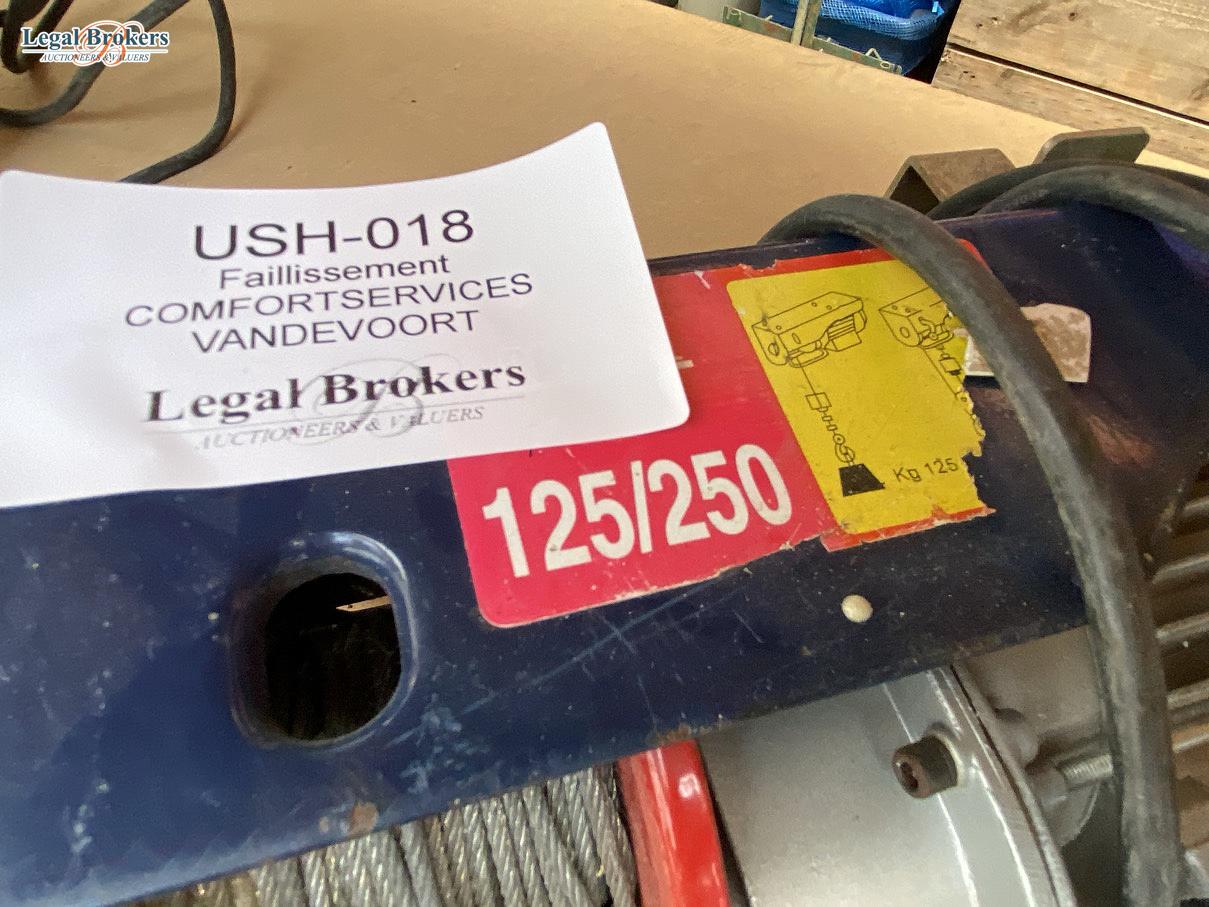 Legal Brokers
AUCTIONEERS & VALUERS
USH-018
Faillissement
COMFORTSERVICES
VANDEVOORT
Legal Brokers
AUCTIONEERS & VALUERS
125/250
Kg 125